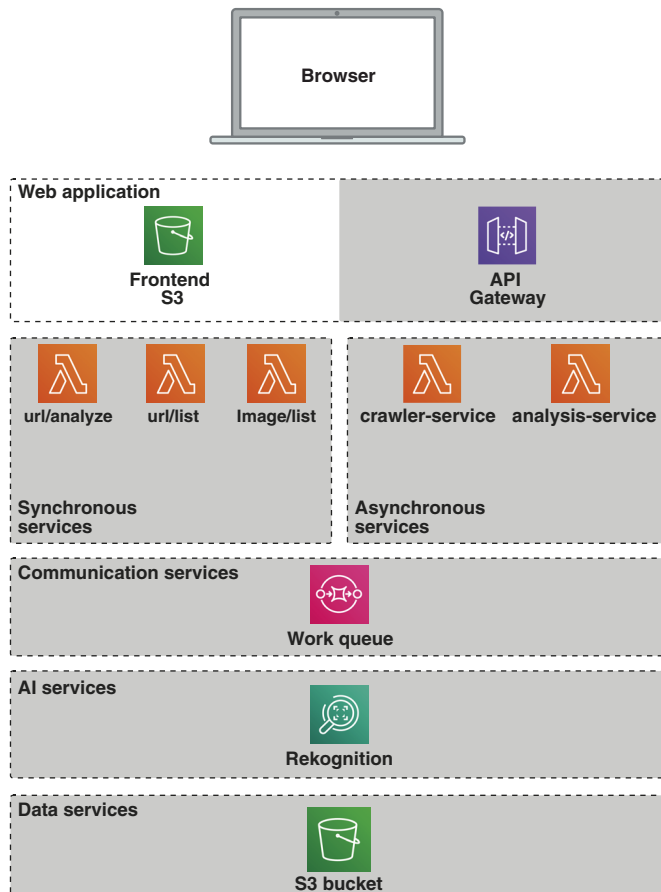 Browser
Web application
Frontend
S3
API
Gateway
url/analyze
url/list
Image/list
Synchronous
services
crawler-service
analysis-service
Asynchronous
services
Communication services
Work queue
AI services
Rekognition
Data services
S3 bucket